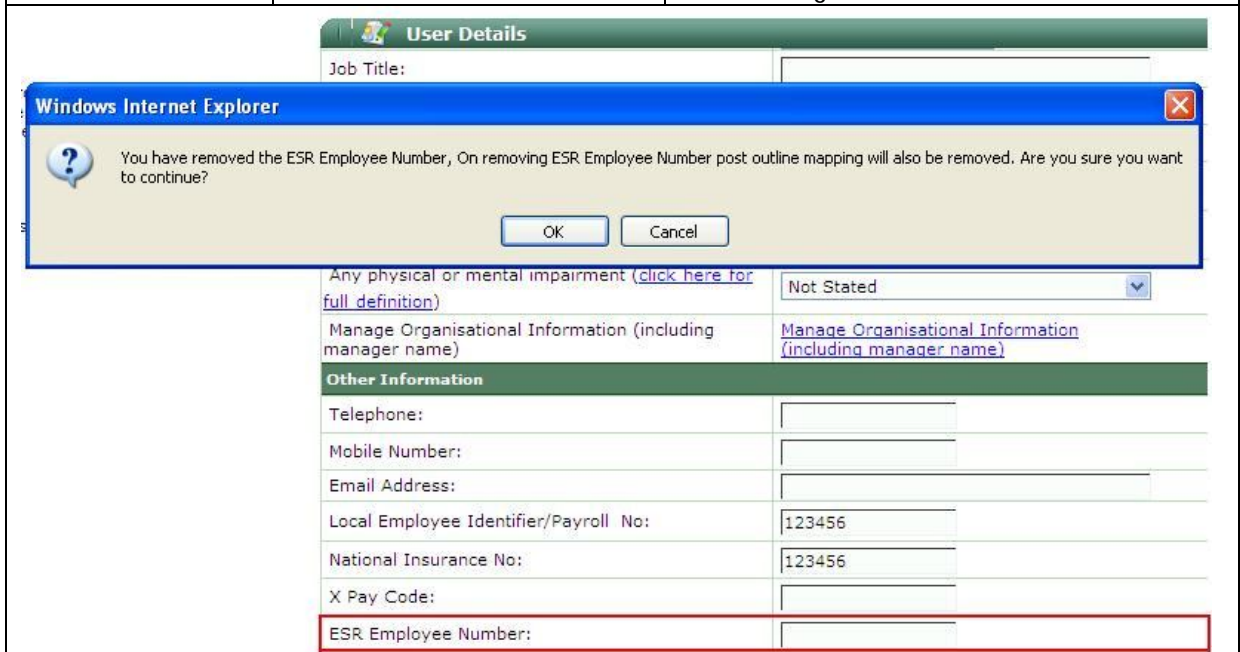 User Details
Job Title:
Windows Internet Explorer
You have removed the ESR Employee Number, On removing ESR Employee Number post outline mapping will also be removed. Are you sure you want
to continue?
OK Cancel
Any physical or mental impairment (click here for
full definition) Not Stated
Manage Organisational Information (including
manager name) Manage Organisational Information
(including manager name)
Other Information
Telephone:
Mobile Number:
Email Address:
Local Employee Identifier/Payroll No: 123456
National Insurance No: 123456
X Pay Code:
ESR Employee Number: